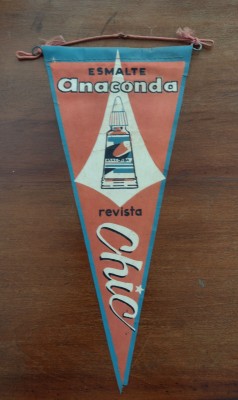 ESMALTE
anaconda
revista
Chic